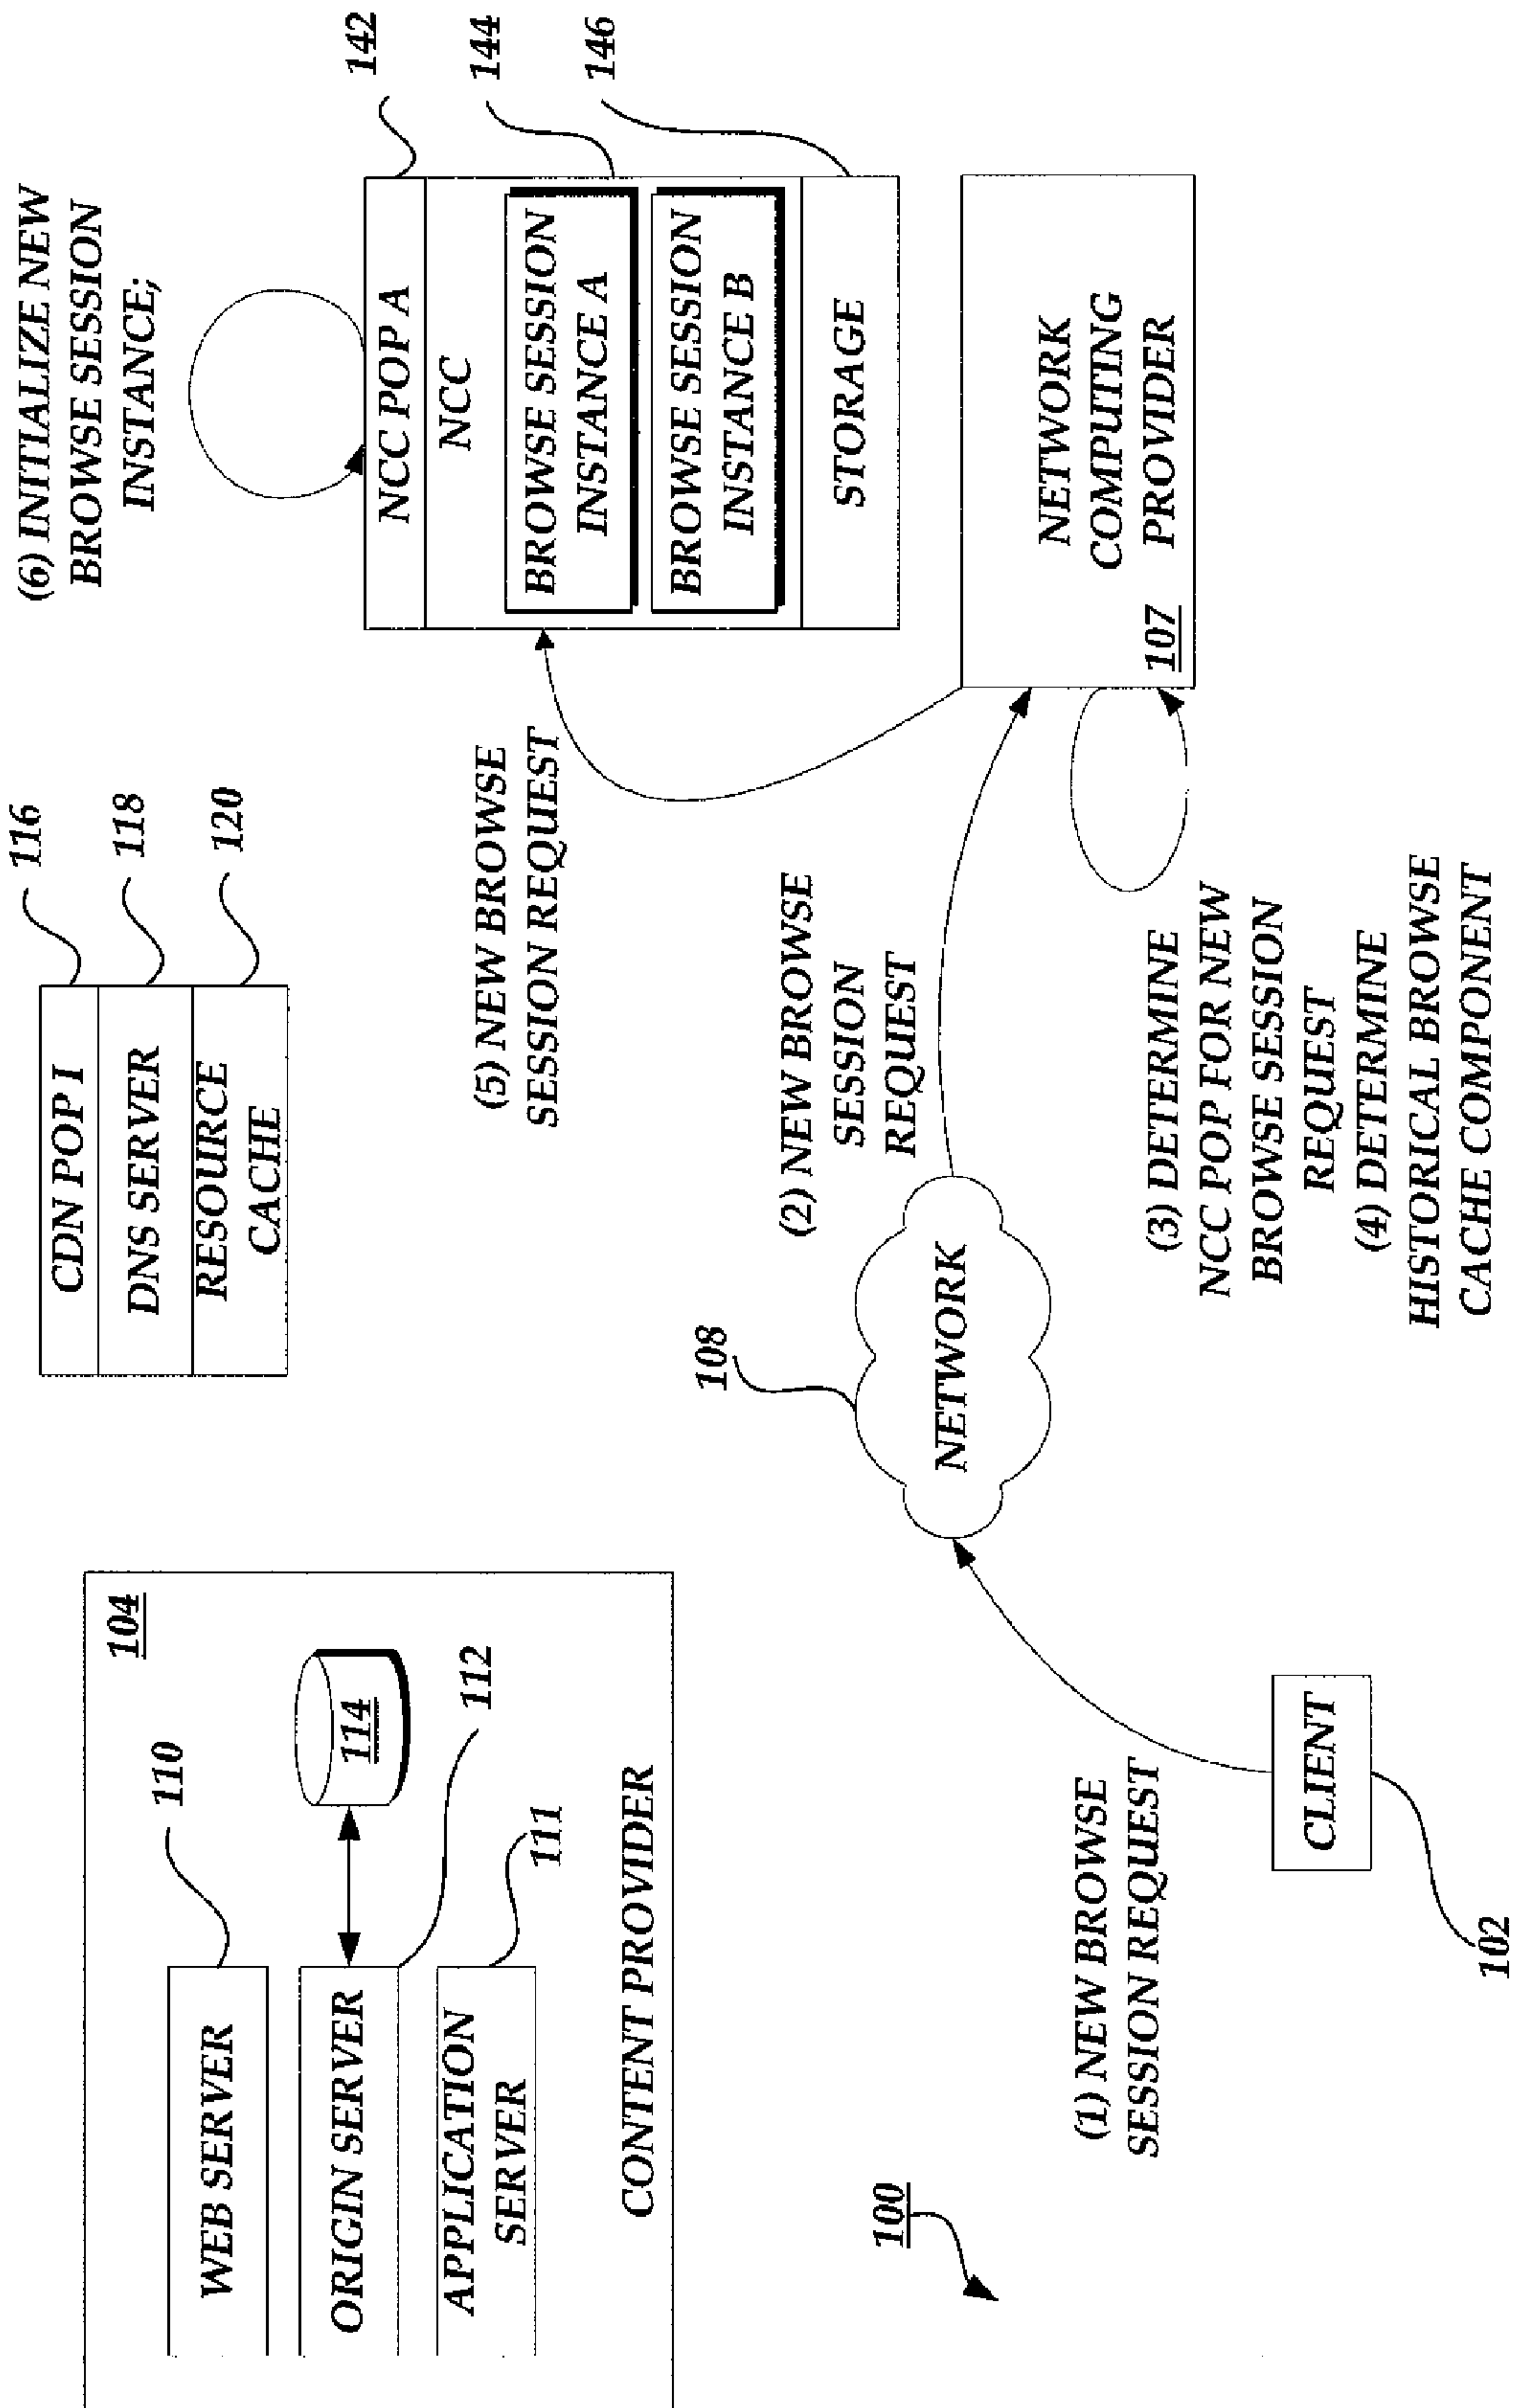 104
110
WEB SERVER
ORIGIN SERVER
114
112
APPLICATION
SERVER
111
CONTENT PROVIDER
CDN POP I
DNS SERVER
RESOURCE
CACHE
116
118
120
(6) INITIALIZE NEW
BROWSE SESSION
INSTANCE;
NCC POP A
NCC
BROWSE SESSION
INSTANCE A
BROWSE SESSION
INSTANCE B
STORAGE
142
144
146
(5) NEW BROWSE
SESSION REQUEST
108
NETWORK
(2) NEW BROWSE
SESSION
REQUEST
NETWORK
COMPUTING
PROVIDER
107
100
(1) NEW BROWSE
SESSION REQUEST
CLIENT
102
(3) DETERMINE
NCC POP FOR NEW
BROWSE SESSION
REQUEST
(4) DETERMINE
HISTORICAL BROWSE
CACHE COMPONENT